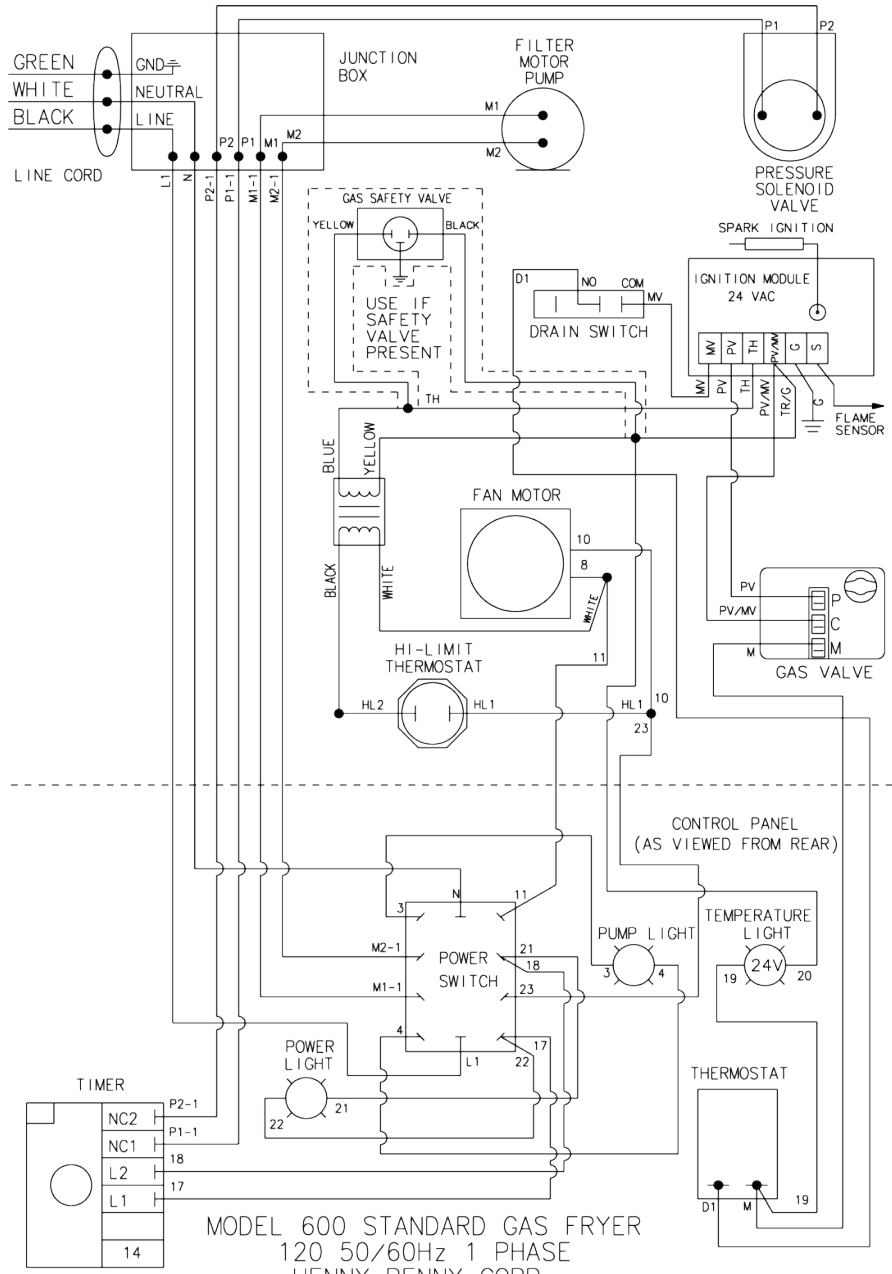 P1
P2
GREEN
GND
WHITE
NEUTRAL
BLACK
LINE
LINE CORD
JUNCTION
BOX
P2
P1
M1
M2
L1
N
P2-1
P1-1
M1-1
M2-1
FILTER
MOTOR
PUMP
M1
M2
PRESSURE
SOLENOID
VALVE
GAS SAFETY VALVE
YELLOW
BLACK
USE IF
SAFETY
VALVE
PRESENT
SPARK IGNITION
IGNITION MODULE
24 VAC
D1
NO
COM
MV
DRAIN SWITCH
MV
PV
TH
PV/MV
G
S
MV
PV
TH
PV/MV
TR/G
G
FLAME
SENSOR
TH
BLUE
YELLOW
BLACK
WHITE
FAN MOTOR
10
8
WHITE
11
PV
PV/MV
M
P
C
M
GAS VALVE
HI-LIMIT
THERMOSTAT
HL2
HL1
HL1
10
23
CONTROL PANEL
(AS VIEWED FROM REAR)
3
N
11
M2-1
M1-1
4
POWER
SWITCH
21
18
23
17
22
L1
PUMP LIGHT
3
4
TEMPERATURE
LIGHT
24V
19
20
POWER
LIGHT
22
21
THERMOSTAT
D1
M
19
TIMER
NC2
P2-1
NC1
P1-1
L2
18
L1
17
14
MODEL 600 STANDARD GAS FRYER
120 50/60Hz 1 PHASE
HENNY PENNY CORP